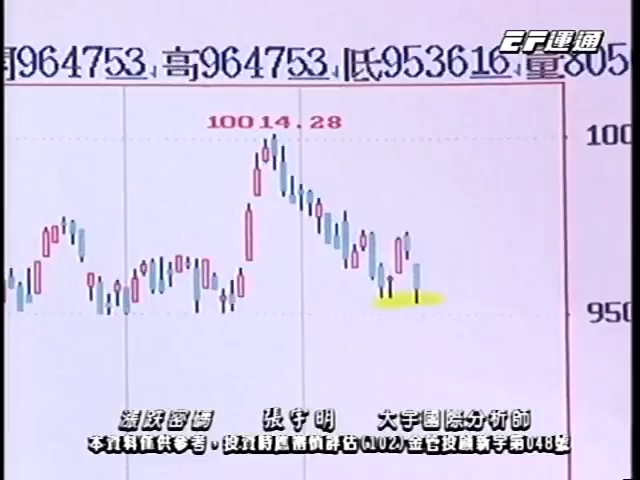 EF運通
開964753↓高964753↓低953616↓量8050
10014.28
100
950
漲跌密碼 張宇明 大宇國際分析師
本資料僅供參考，投資時應審慎評估(102)金管投顧新字第048號